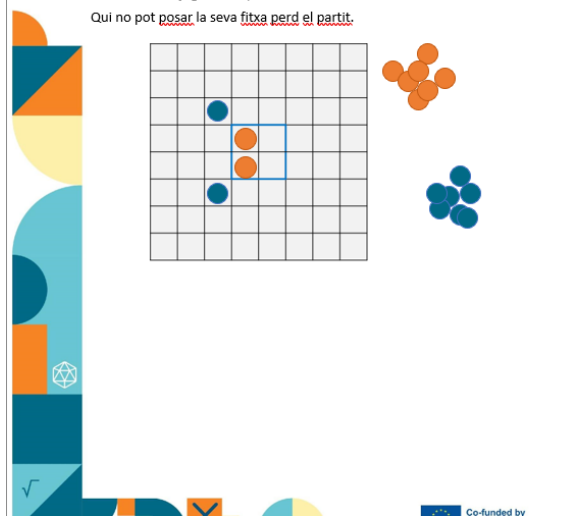 Qui no pot posar la seva fitxa perd el partit.
√
Co-funded by